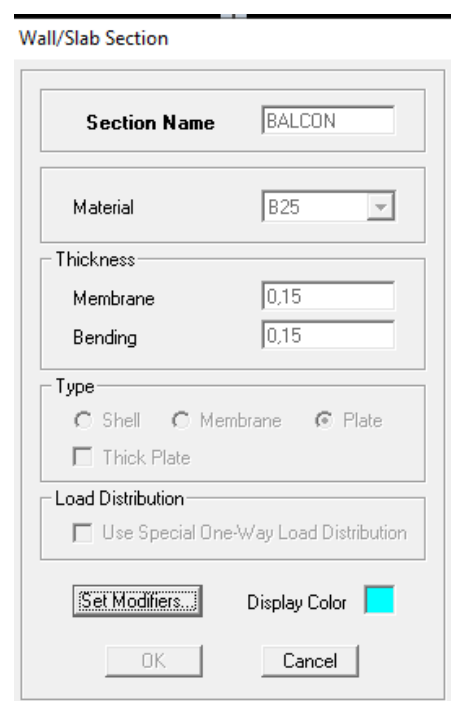 Wall/Slab Section
Section Name BALCON
Material B25
Thickness
Membrane 0,15
Bending 0,15
Type
Shell Membrane Plate
Thick Plate
Load Distribution
Use Special One-Way Load Distribution
Set Modifiers... Display Color
OK Cancel